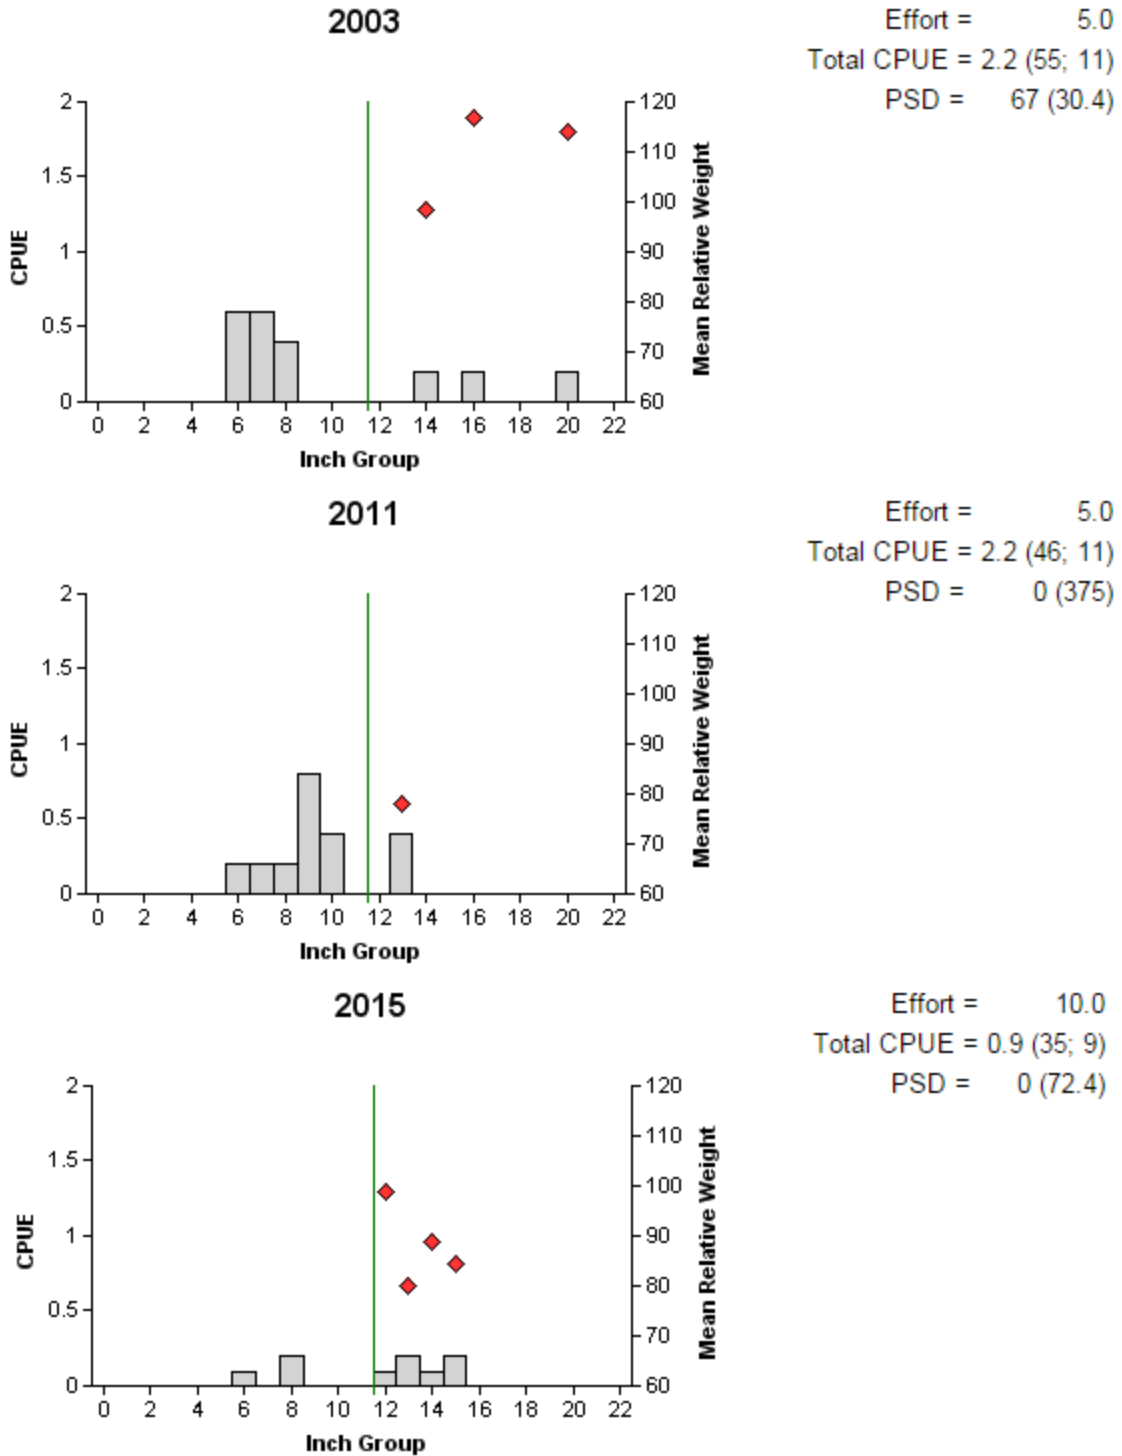 2003
Effort = 5.0
Total CPUE = 2.2 (55; 11)
PSD = 67 (30.4)
2 120
110
1.5
100
CPUE
1 90
Mean Relative Weight
80
0.5
70
0 60
0 2 4 6 8 10 12 14 16 18 20 22
Inch Group
2011
Effort = 5.0
Total CPUE = 2.2 (46; 11)
PSD = 0 (375)
2 120
110
1.5
100
CPUE
1 90
Mean Relative Weight
80
0.5
70
0 60
0 2 4 6 8 10 12 14 16 18 20 22
Inch Group
2015
Effort = 10.0
Total CPUE = 0.9 (35; 9)
PSD = 0 (72.4)
2 120
110
1.5
100
CPUE
1 90
Mean Relative Weight
80
0.5
70
0 60
0 2 4 6 8 10 12 14 16 18 20 22
Inch Group